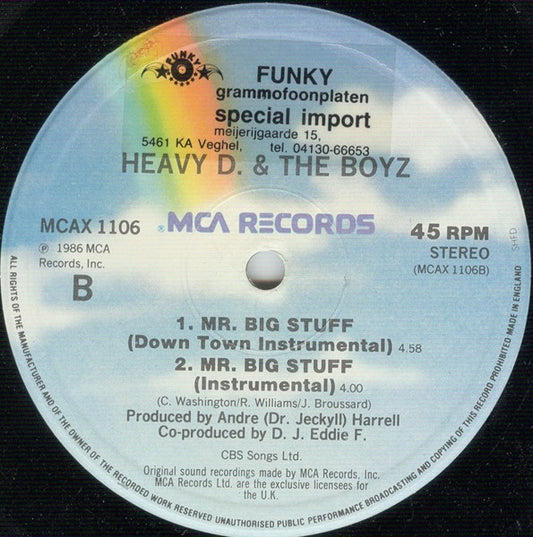 FUNKY
FUNKY
grammofoonplaten
special import
meijerijgaarde 15,
5461 KA Veghel, tel. 04130-66653
HEAVY D. & THE BOYZ
MCAX 1106
®MCA RECORDS
45 RPM
STEREO
(MCAX 1106B)
℗ 1986 MCA
Records, Inc.
B
1. MR. BIG STUFF
(Down Town Instrumental) 4.58
2. MR. BIG STUFF
(Instrumental) 4.00
(C. Washington/R. Williams/J. Broussard)
Produced by Andre (Dr. Jeckyll) Harrell
Co-produced by D. J. Eddie F.
CBS Songs Ltd.
Original sound recordings made by MCA Records, Inc.
MCA Records Ltd. are the exclusive licensees for
the U.K.
ALL RIGHTS OF THE MANUFACTURER AND OF THE OWNER OF THE RECORDED WORK RESERVED UNAUTHORISED PUBLIC PERFORMANCE BROADCASTING AND COPYING OF THIS RECORD PROHIBITED·MADE IN ENGLAND